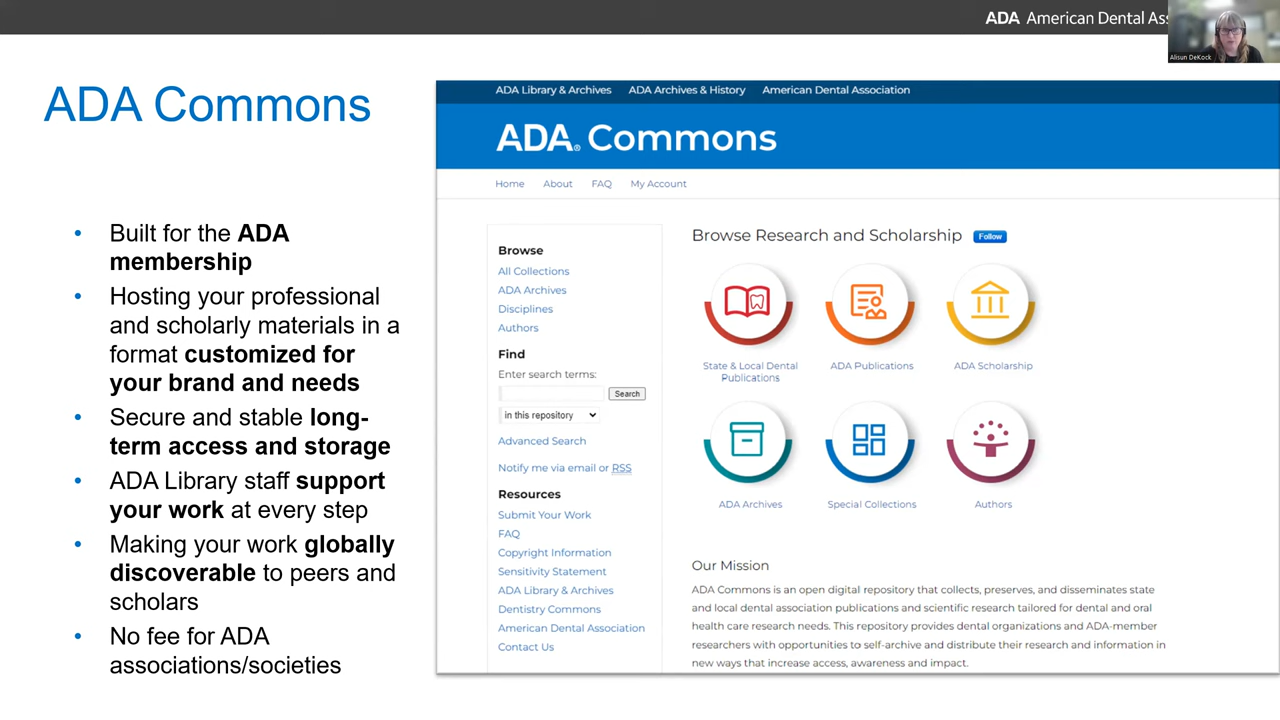 ADA American Dental Ass
Alisun DeKock
ADA Commons
• Built for the ADA
membership
• Hosting your professional
and scholarly materials in a
format customized for
your brand and needs
• Secure and stable long-
term access and storage
• ADA Library staff support
your work at every step
• Making your work globally
discoverable to peers and
scholars
• No fee for ADA
associations/societies
ADA Library & Archives ADA Archives & History American Dental Association
ADA® Commons
Home About FAQ My Account
Browse
All Collections
ADA Archives
Disciplines
Authors
Find
Enter search terms:
Search
in this repository
Advanced Search
Notify me via email or RSS
Resources
Submit Your Work
FAQ
Copyright Information
Sensitivity Statement
ADA Library & Archives
Dentistry Commons
American Dental Association
Contact Us
Browse Research and Scholarship Follow
State & Local Dental
Publications
ADA Publications
ADA Scholarship
ADA Archives
Special Collections
Authors
Our Mission
ADA Commons is an open digital repository that collects, preserves, and disseminates state
and local dental association publications and scientific research tailored for dental and oral
health care research needs. This repository provides dental organizations and ADA-member
researchers with opportunities to self-archive and distribute their research and information in
new ways that increase access, awareness and impact.